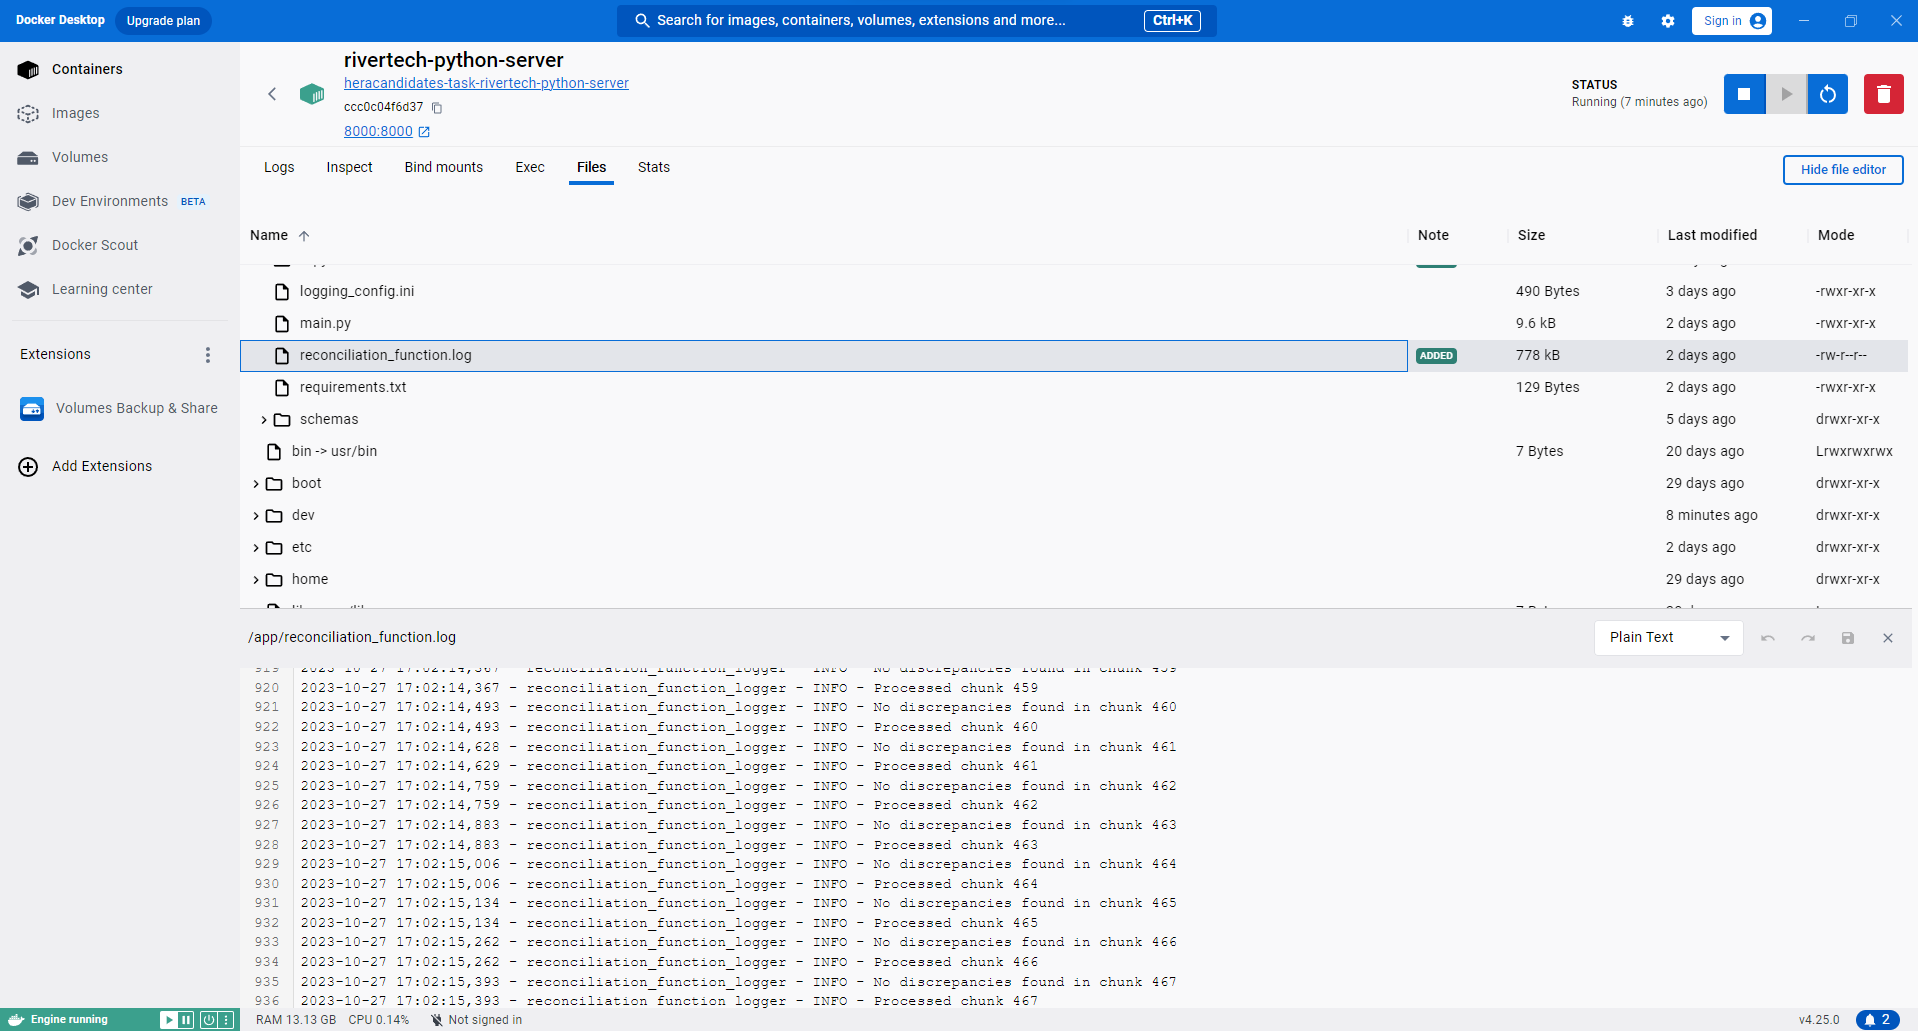 Docker Desktop Upgrade plan Search for images, containers, volumes, extensions and more... Ctrl+K Sign in
Containers
Images
Volumes
Dev Environments BETA
Docker Scout
Learning center
Extensions
Volumes Backup & Share
Add Extensions
rivertech-python-server
heracandidates-task-rivertech-python-server
ccc0c04f6d37
8000:8000
STATUS
Running (7 minutes ago)
Logs Inspect Bind mounts Exec Files Stats Hide file editor
Name Note Size Last modified Mode
logging_config.ini 490 Bytes 3 days ago -rwxr-xr-x
main.py 9.6 kB 2 days ago -rwxr-xr-x
reconciliation_function.log ADDED 778 kB 2 days ago -rw-r--r--
requirements.txt 129 Bytes 2 days ago -rwxr-xr-x
schemas 5 days ago drwxr-xr-x
bin -> usr/bin 7 Bytes 20 days ago Lrwxrwxrwx
boot 29 days ago drwxr-xr-x
dev 8 minutes ago drwxr-xr-x
etc 2 days ago drwxr-xr-x
home 29 days ago drwxr-xr-x
/app/reconciliation_function.log Plain Text
919 2023-10-27 17:02:14,367 - reconciliation_function_logger - INFO - No discrepancies found in chunk 459
920 2023-10-27 17:02:14,367 - reconciliation_function_logger - INFO - Processed chunk 459
921 2023-10-27 17:02:14,493 - reconciliation_function_logger - INFO - No discrepancies found in chunk 460
922 2023-10-27 17:02:14,493 - reconciliation_function_logger - INFO - Processed chunk 460
923 2023-10-27 17:02:14,628 - reconciliation_function_logger - INFO - No discrepancies found in chunk 461
924 2023-10-27 17:02:14,629 - reconciliation_function_logger - INFO - Processed chunk 461
925 2023-10-27 17:02:14,759 - reconciliation_function_logger - INFO - No discrepancies found in chunk 462
926 2023-10-27 17:02:14,759 - reconciliation_function_logger - INFO - Processed chunk 462
927 2023-10-27 17:02:14,883 - reconciliation_function_logger - INFO - No discrepancies found in chunk 463
928 2023-10-27 17:02:14,883 - reconciliation_function_logger - INFO - Processed chunk 463
929 2023-10-27 17:02:15,006 - reconciliation_function_logger - INFO - No discrepancies found in chunk 464
930 2023-10-27 17:02:15,006 - reconciliation_function_logger - INFO - Processed chunk 464
931 2023-10-27 17:02:15,134 - reconciliation_function_logger - INFO - No discrepancies found in chunk 465
932 2023-10-27 17:02:15,134 - reconciliation_function_logger - INFO - Processed chunk 465
933 2023-10-27 17:02:15,262 - reconciliation_function_logger - INFO - No discrepancies found in chunk 466
934 2023-10-27 17:02:15,262 - reconciliation_function_logger - INFO - Processed chunk 466
935 2023-10-27 17:02:15,393 - reconciliation_function_logger - INFO - No discrepancies found in chunk 467
936 2023-10-27 17:02:15,393 - reconciliation_function_logger - INFO - Processed chunk 467
Engine running RAM 13.13 GB CPU 0.14% Not signed in v4.25.0 2